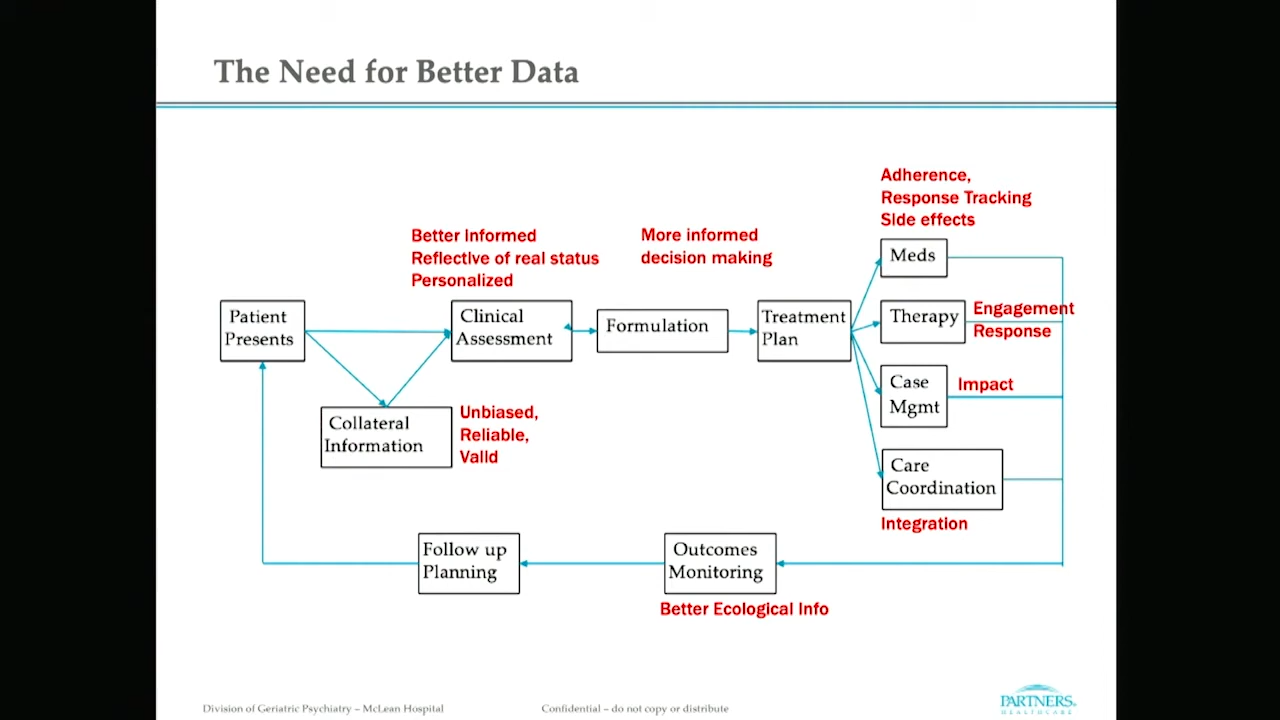 The Need for Better Data
Adherence,
Response Tracking
Side effects
Better Informed
Reflective of real status
Personalized
More informed
decision making
Meds
Patient
Presents
Clinical
Assessment
Formulation
Treatment
Plan
Therapy
Engagement
Response
Case
Mgmt
Impact
Collateral
Information
Unbiased,
Reliable,
Valid
Care
Coordination
Integration
Follow up
Planning
Outcomes
Monitoring
Better Ecological Info
Division of Geriatric Psychiatry – McLean Hospital
Confidential – do not copy or distribute
PARTNERS.
HEALTHCARE